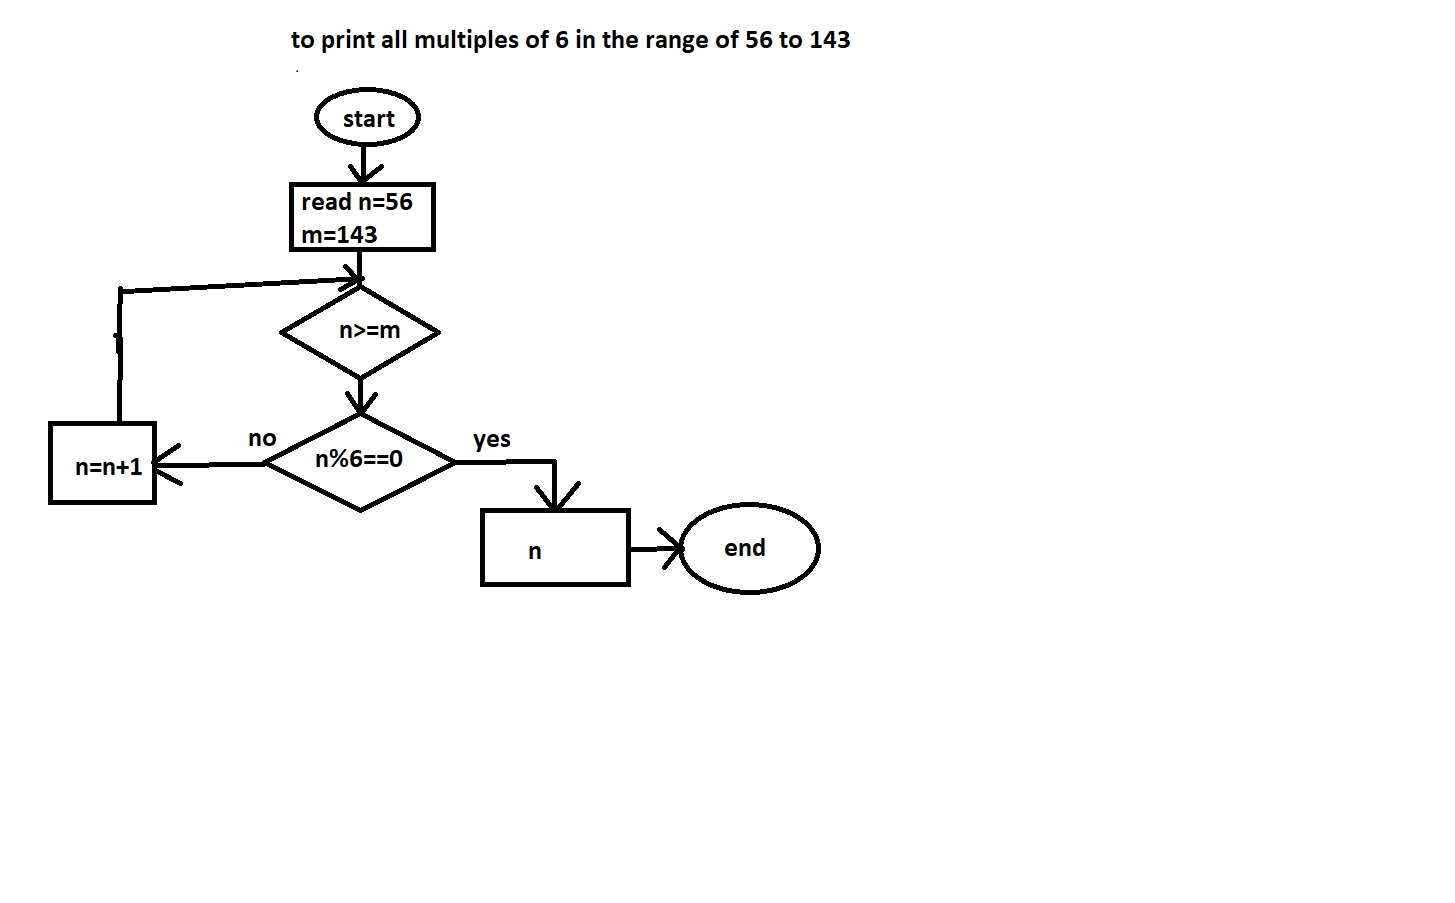 to print all multiples of 6 in the range of 56 to 143
start
read n=56
m=143
n>=m
no
n%6==0
yes
n=n+1
n
end